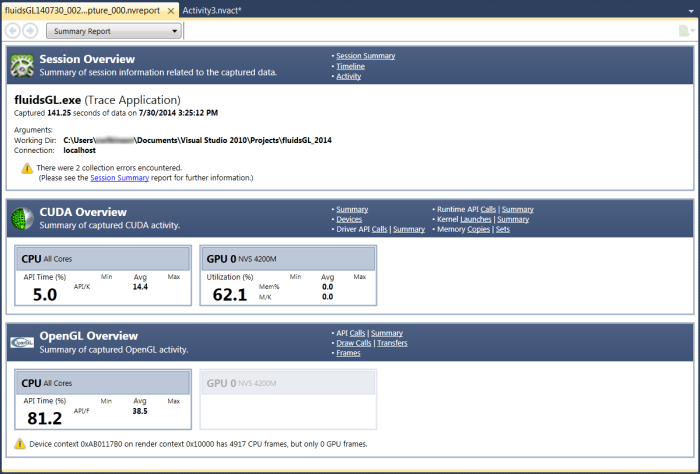 fluidsGL140730_002...pture_000.nvreport × Activity3.nvact*
Summary Report
Session Overview
Summary of session information related to the captured data.
• Session Summary
• Timeline
• Activity
fluidsGL.exe (Trace Application)
Captured 141.25 seconds of data on 7/30/2014 3:25:12 PM
Arguments:
Working Dir: C:\Users\ \Documents\Visual Studio 2010\Projects\fluidsGL_2014
Connection: localhost
There were 2 collection errors encountered.
(Please see the Session Summary report for further information.)
CUDA Overview
Summary of captured CUDA activity.
• Summary
• Devices
• Driver API Calls | Summary
• Runtime API Calls | Summary
• Kernel Launches | Summary
• Memory Copies | Sets
CPU All Cores
API Time (%) Min Avg Max
5.0 API/K 14.4
GPU 0 NVS 4200M
Utilization (%) Min Avg Max
62.1 Mem% 0.0
M/K 0.0
OpenGL
OpenGL Overview
Summary of captured OpenGL activity.
• API Calls | Summary
• Draw Calls | Transfers
• Frames
CPU All Cores
API Time (%) Min Avg Max
81.2 API/F 38.5
GPU 0 NVS 4200M
Device context 0xAB0117B0 on render context 0x10000 has 4917 CPU frames, but only 0 GPU frames.